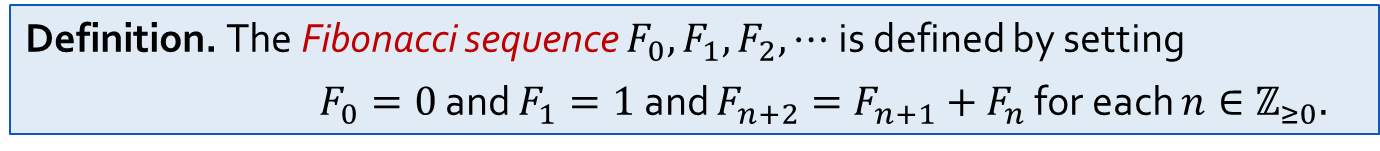 Definition. The Fibonacci sequence F₀, F₁, F₂, ⋯ is defined by setting
F₀ = 0 and F₁ = 1 and Fₙ₊₂ = Fₙ₊₁ + Fₙ for each n ∈ ℤ≥₀.